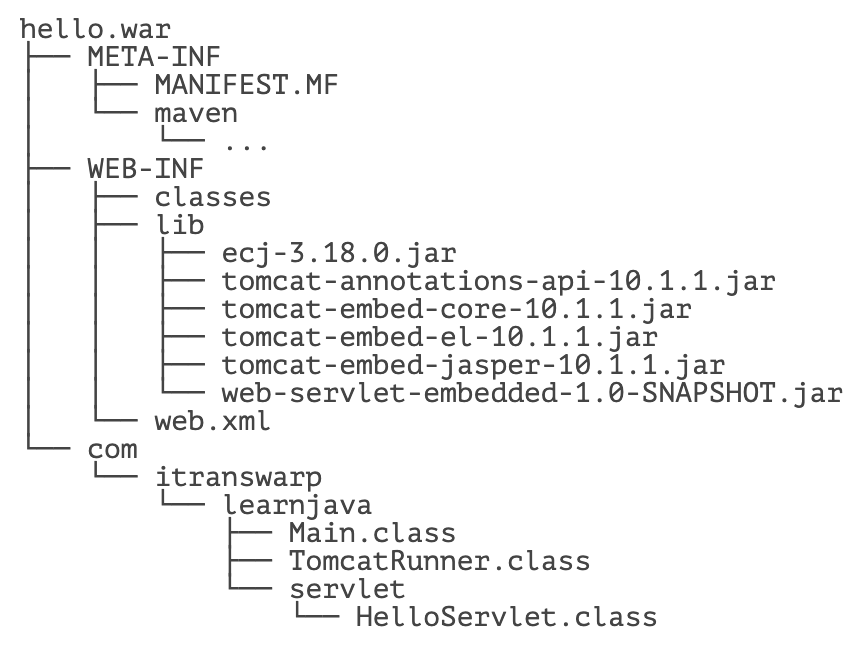 hello.war
├── META-INF
│   ├── MANIFEST.MF
│   └── maven
│       └── ...
├── WEB-INF
│   ├── classes
│   ├── lib
│   │   ├── ecj-3.18.0.jar
│   │   ├── tomcat-annotations-api-10.1.1.jar
│   │   ├── tomcat-embed-core-10.1.1.jar
│   │   ├── tomcat-embed-el-10.1.1.jar
│   │   ├── tomcat-embed-jasper-10.1.1.jar
│   │   └── web-servlet-embedded-1.0-SNAPSHOT.jar
│   └── web.xml
└── com
    └── itranswarp
        └── learnjava
            ├── Main.class
            ├── TomcatRunner.class
            └── servlet
                └── HelloServlet.class